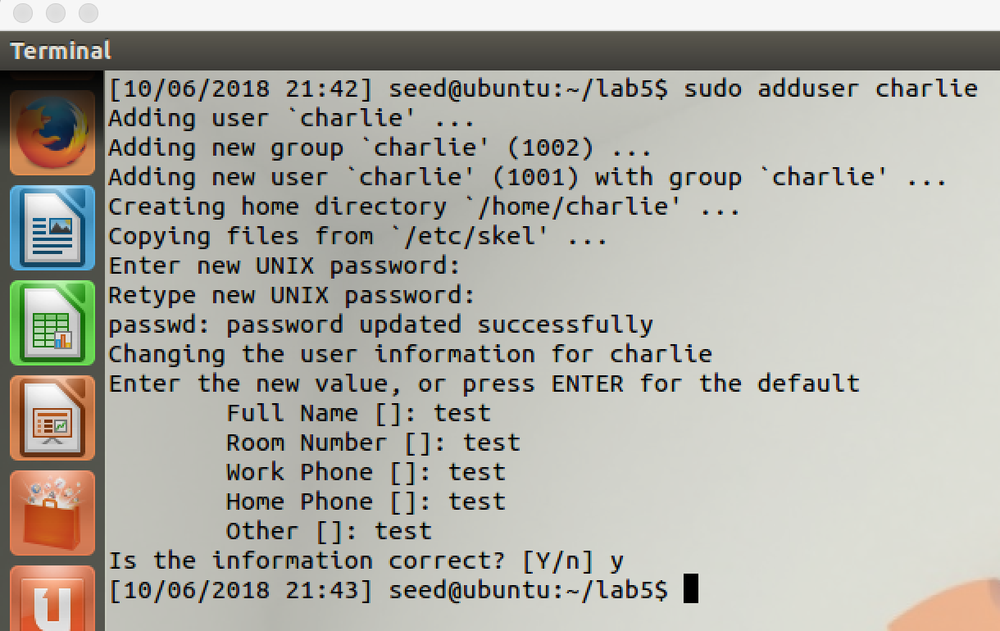 Terminal
[10/06/2018 21:42] seed@ubuntu:~/lab5$ sudo adduser charlie
Adding user `charlie' ...
Adding new group `charlie' (1002) ...
Adding new user `charlie' (1001) with group `charlie' ...
Creating home directory `/home/charlie' ...
Copying files from `/etc/skel' ...
Enter new UNIX password:
Retype new UNIX password:
passwd: password updated successfully
Changing the user information for charlie
Enter the new value, or press ENTER for the default
        Full Name []: test
        Room Number []: test
        Work Phone []: test
        Home Phone []: test
        Other []: test
Is the information correct? [Y/n] y
[10/06/2018 21:43] seed@ubuntu:~/lab5$